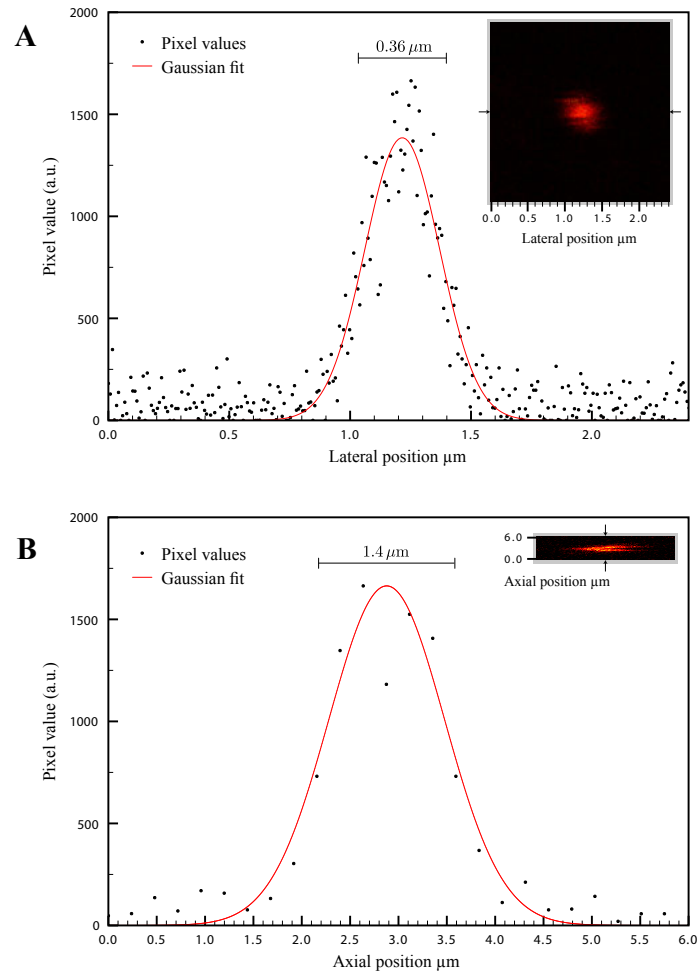 A
2000
1500
1000
500
0
Pixel value (a.u.)
Pixel values
Gaussian fit
0.36 μm
0.0 0.5 1.0 1.5 2.0
Lateral position µm
0.0 0.5 1.0 1.5 2.0
Lateral position µm
B
2000
1500
1000
500
0
Pixel value (a.u.)
Pixel values
Gaussian fit
1.4 μm
6.0
0.0
Axial position µm
0.0 0.5 1.0 1.5 2.0 2.5 3.0 3.5 4.0 4.5 5.0 5.5 6.0
Axial position µm